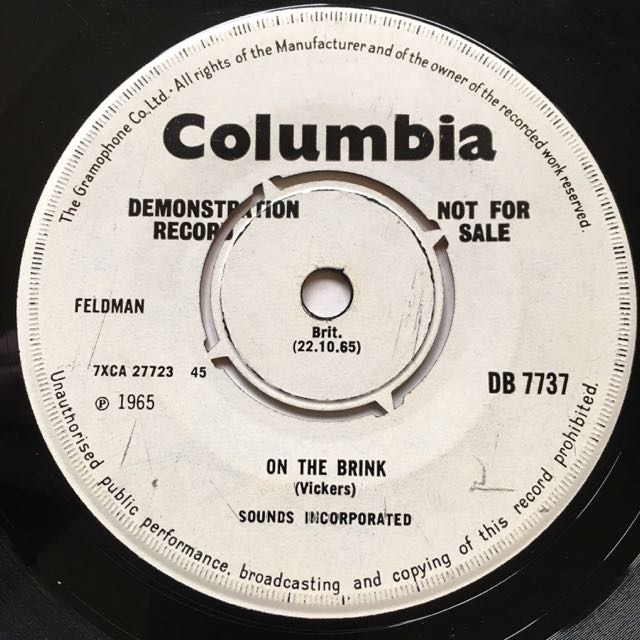 The Gramophone Co. Ltd. · All rights of the Manufacturer and of the owner of the recorded work reserved.
Columbia
DEMONSTRATION RECORD
NOT FOR SALE
FELDMAN
Brit.
(22.10.65)
7XCA 27723 45
DB 7737
℗ 1965
ON THE BRINK
(Vickers)
SOUNDS INCORPORATED
Unauthorised public performance, broadcasting and copying of this record prohibited.